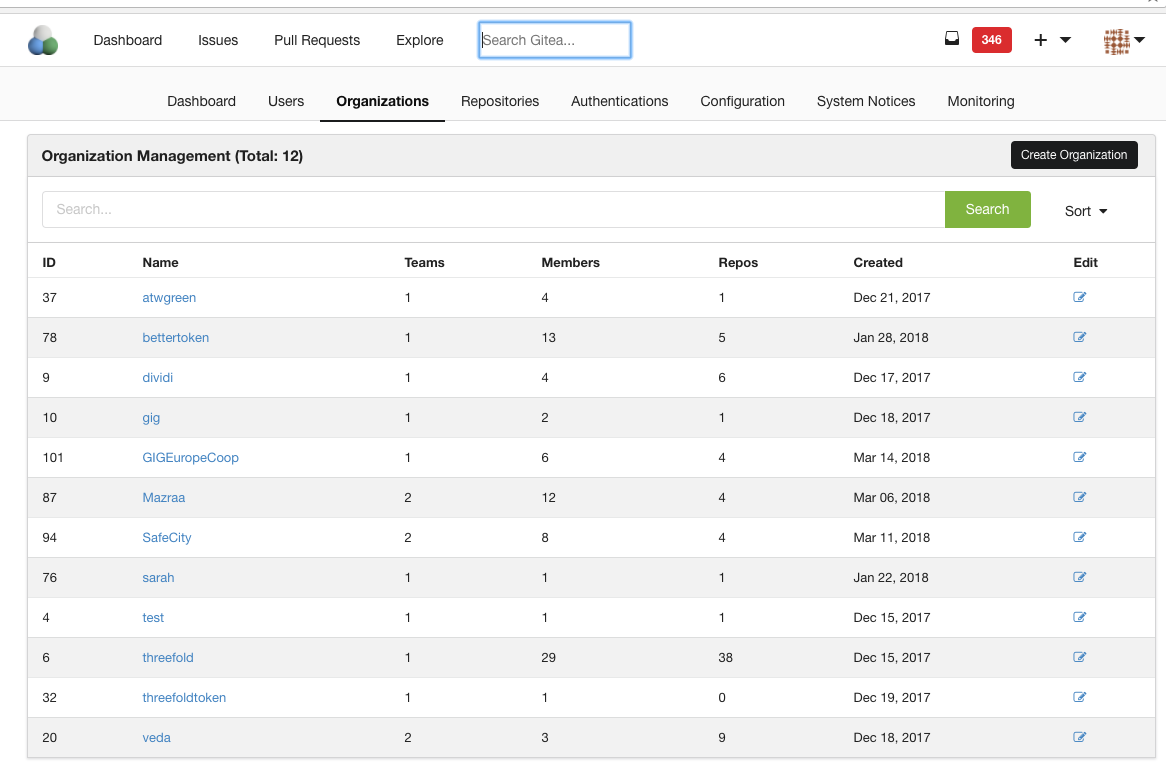 Dashboard Issues Pull Requests Explore Search Gitea... 346
Dashboard Users Organizations Repositories Authentications Configuration System Notices Monitoring
Organization Management (Total: 12) Create Organization
Search... Search Sort
ID Name Teams Members Repos Created Edit
37 atwgreen 1 4 1 Dec 21, 2017
78 bettertoken 1 13 5 Jan 28, 2018
9 dividi 1 4 6 Dec 17, 2017
10 gig 1 2 1 Dec 18, 2017
101 GIGEuropeCoop 1 6 4 Mar 14, 2018
87 Mazraa 2 12 4 Mar 06, 2018
94 SafeCity 2 8 4 Mar 11, 2018
76 sarah 1 1 1 Jan 22, 2018
4 test 1 1 1 Dec 15, 2017
6 threefold 1 29 38 Dec 15, 2017
32 threefoldtoken 1 1 0 Dec 19, 2017
20 veda 2 3 9 Dec 18, 2017